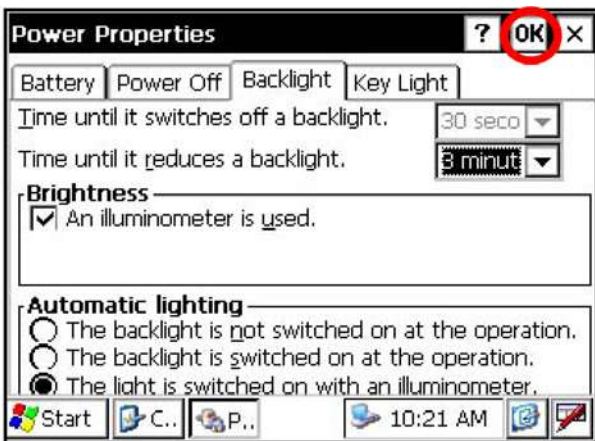 Power Properties ? OK ×
Battery Power Off Backlight Key Light
Time until it switches off a backlight. 30 seco
Time until it reduces a backlight. 3 minut
Brightness
An illuminometer is used.
Automatic lighting
The backlight is not switched on at the operation.
The backlight is switched on at the operation.
The light is switched on with an illuminometer.
Start C.. P.. 10:21 AM